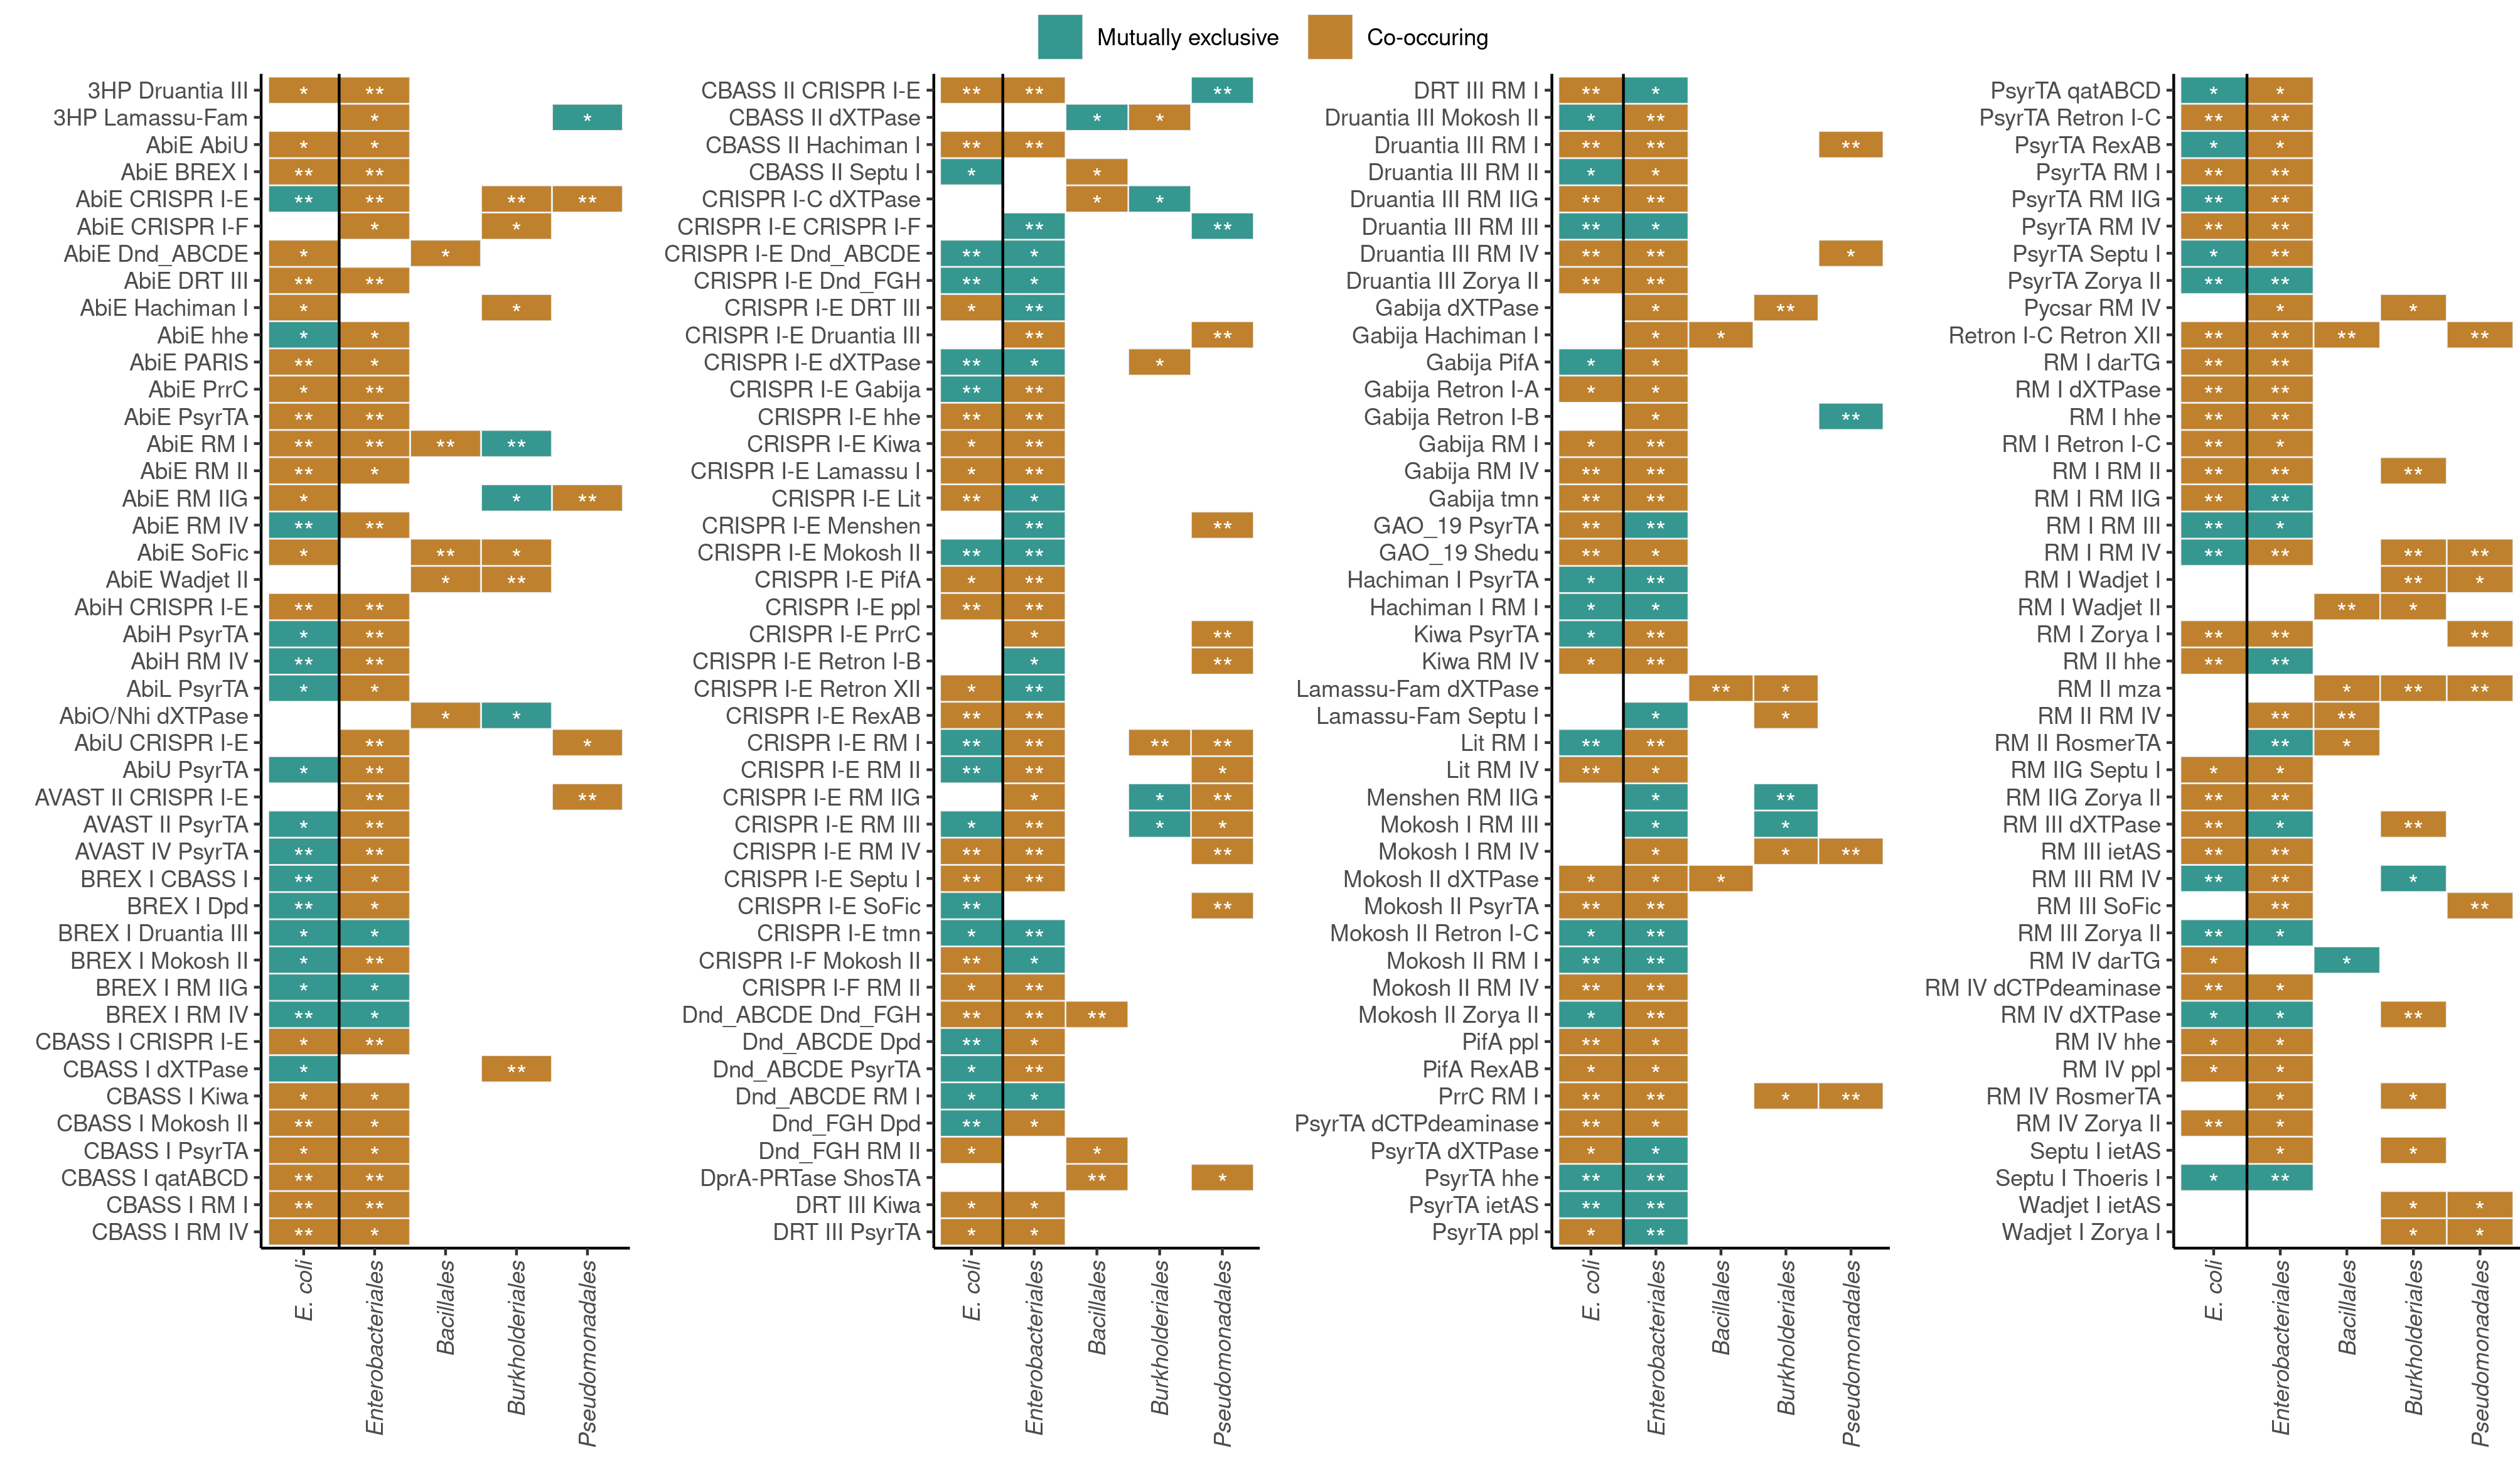 Mutually exclusive Co-occuring
3HP Druantia III * **
3HP Lamassu-Fam * *
AbiE AbiU * *
AbiE BREX I ** **
AbiE CRISPR I-E ** ** ** **
AbiE CRISPR I-F * *
AbiE Dnd_ABCDE * *
AbiE DRT III ** **
AbiE Hachiman I * *
AbiE hhe * *
AbiE PARIS ** *
AbiE PrrC * **
AbiE PsyrTA ** **
AbiE RM I ** ** ** **
AbiE RM II ** *
AbiE RM IIG * * **
AbiE RM IV ** **
AbiE SoFic * ** *
AbiE Wadjet II * **
AbiH CRISPR I-E ** **
AbiH PsyrTA * **
AbiH RM IV ** **
AbiL PsyrTA * *
AbiO/Nhi dXTPase * *
AbiU CRISPR I-E ** *
AbiU PsyrTA * **
AVAST II CRISPR I-E ** **
AVAST II PsyrTA * **
AVAST IV PsyrTA ** **
BREX I CBASS I ** *
BREX I Dpd ** *
BREX I Druantia III * *
BREX I Mokosh II * **
BREX I RM IIG * *
BREX I RM IV ** *
CBASS I CRISPR I-E * **
CBASS I dXTPase * **
CBASS I Kiwa * *
CBASS I Mokosh II ** *
CBASS I PsyrTA * *
CBASS I qatABCD ** **
CBASS I RM I ** **
CBASS I RM IV ** **
E. coli
Enterobacteriales
Bacillales
Burkholderiales
Pseudomonadales
CBASS II CRISPR I-E ** ** **
CBASS II dXTPase * *
CBASS II Hachiman I ** **
CBASS II Septu I * *
CRISPR I-C dXTPase * *
CRISPR I-E CRISPR I-F ** **
CRISPR I-E Dnd_ABCDE ** *
CRISPR I-E Dnd_FGH ** *
CRISPR I-E DRT III * **
CRISPR I-E Druantia III ** **
CRISPR I-E dXTPase ** * *
CRISPR I-E Gabija ** **
CRISPR I-E hhe ** **
CRISPR I-E Kiwa * **
CRISPR I-E Lamassu I * **
CRISPR I-E Lit ** *
CRISPR I-E Menshen ** **
CRISPR I-E Mokosh II ** **
CRISPR I-E PifA * **
CRISPR I-E ppl ** **
CRISPR I-E PrrC * **
CRISPR I-E Retron I-B * **
CRISPR I-E Retron XII * **
CRISPR I-E RexAB ** **
CRISPR I-E RM I ** ** ** **
CRISPR I-E RM II ** ** *
CRISPR I-E RM IIG * * **
CRISPR I-E RM III * ** * *
CRISPR I-E RM IV ** ** **
CRISPR I-E Septu I ** **
CRISPR I-E SoFic ** **
CRISPR I-E tmn * **
CRISPR I-F Mokosh II ** *
CRISPR I-F RM II * **
Dnd_ABCDE Dnd_FGH ** ** **
Dnd_ABCDE Dpd ** *
Dnd_ABCDE PsyrTA * **
Dnd_ABCDE RM I * *
Dnd_FGH Dpd ** *
Dnd_FGH RM II * *
DprA-PRTase ShosTA ** *
DRT III Kiwa * *
DRT III PsyrTA * *
E. coli
Enterobacteriales
Bacillales
Burkholderiales
Pseudomonadales
DRT III RM I ** *
Druantia III Mokosh II * **
Druantia III RM I ** ** **
Druantia III RM II * *
Druantia III RM IIG ** **
Druantia III RM III ** *
Druantia III RM IV ** ** *
Druantia III Zorya II ** **
Gabija dXTPase * **
Gabija Hachiman I * *
Gabija PifA * *
Gabija Retron I-A * *
Gabija Retron I-B * **
Gabija RM I * **
Gabija RM IV ** **
Gabija tmn ** **
GAO_19 PsyrTA ** **
GAO_19 Shedu ** *
Hachiman I PsyrTA * **
Hachiman I RM I * *
Kiwa PsyrTA * **
Kiwa RM IV * **
Lamassu-Fam dXTPase ** *
Lamassu-Fam Septu I * *
Lit RM I ** **
Lit RM IV ** *
Menshen RM IIG * **
Mokosh I RM III * *
Mokosh I RM IV * * **
Mokosh II dXTPase * * *
Mokosh II PsyrTA ** **
Mokosh II Retron I-C * **
Mokosh II RM I ** **
Mokosh II RM IV ** **
Mokosh II Zorya II * **
PifA ppl ** *
PifA RexAB * *
PrrC RM I ** ** * **
PsyrTA dCTPdeaminase ** *
PsyrTA dXTPase * *
PsyrTA hhe ** **
PsyrTA ietAS ** **
PsyrTA ppl * **
E. coli
Enterobacteriales
Bacillales
Burkholderiales
Pseudomonadales
PsyrTA qatABCD * *
PsyrTA Retron I-C ** **
PsyrTA RexAB * *
PsyrTA RM I ** **
PsyrTA RM IIG ** **
PsyrTA RM IV ** **
PsyrTA Septu I * **
PsyrTA Zorya II ** **
Pycsar RM IV * *
Retron I-C Retron XII ** ** ** **
RM I darTG ** **
RM I dXTPase ** **
RM I hhe ** **
RM I Retron I-C ** *
RM I RM II ** ** **
RM I RM IIG ** **
RM I RM III ** *
RM I RM IV ** ** ** **
RM I Wadjet I ** *
RM I Wadjet II ** *
RM I Zorya I ** ** **
RM II hhe ** **
RM II mza * ** **
RM II RM IV ** **
RM II RosmerTA ** *
RM IIG Septu I * *
RM IIG Zorya II ** **
RM III dXTPase ** * **
RM III ietAS ** **
RM III RM IV ** ** *
RM III SoFic ** **
RM III Zorya II ** *
RM IV darTG * *
RM IV dCTPdeaminase ** *
RM IV dXTPase * * **
RM IV hhe * *
RM IV ppl * *
RM IV RosmerTA * *
RM IV Zorya II ** *
Septu I ietAS * *
Septu I Thoeris I * **
Wadjet I ietAS * *
Wadjet I Zorya I * *
E. coli
Enterobacteriales
Bacillales
Burkholderiales
Pseudomonadales